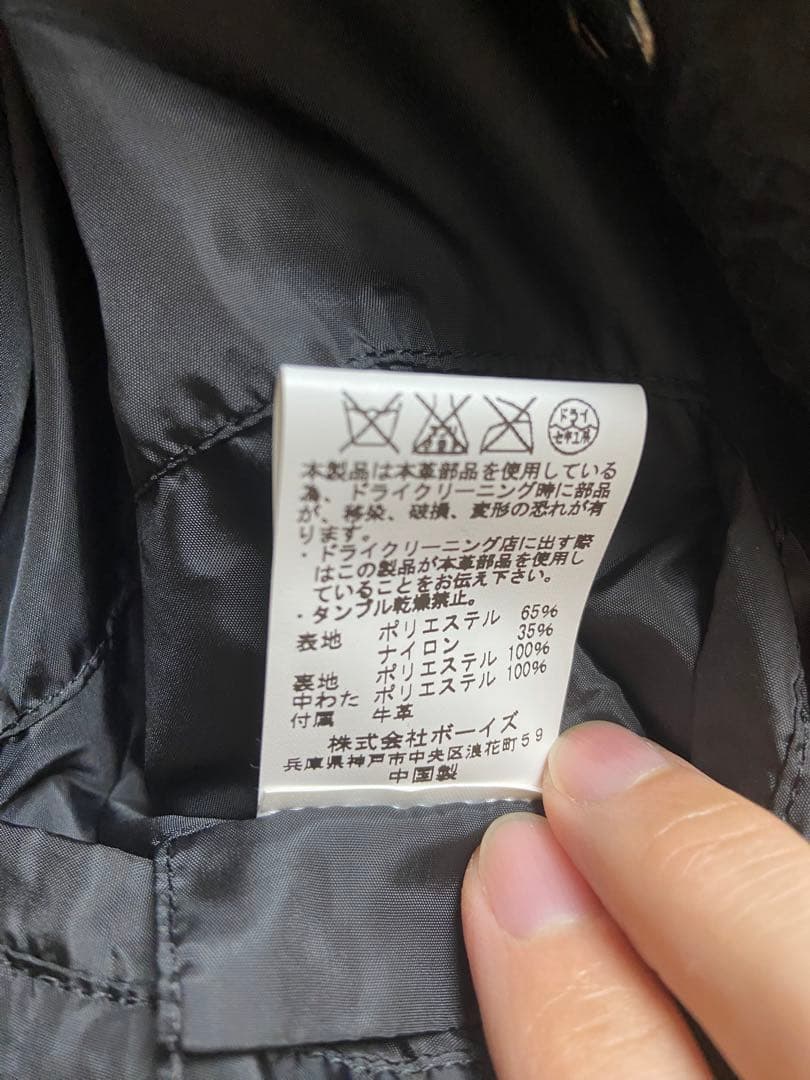 エンソ
サラシ
ドライ
セキユ系
本製品は本革部品を使用している
為、ドライクリーニング時に部品
が、移染、破損、変形の恐れが有
ります。
・ドライクリーニング店に出す際
はこの製品が本革部品を使用し
ていることをお伝え下さい。
・タンブル乾燥禁止。
表地 ポリエステル 65%
ナイロン 35%
裏地 ポリエステル 100%
中わた ポリエステル 100%
付属 牛革
株式会社ボーイズ
兵庫県神戸市中央区浪花町59
中国製